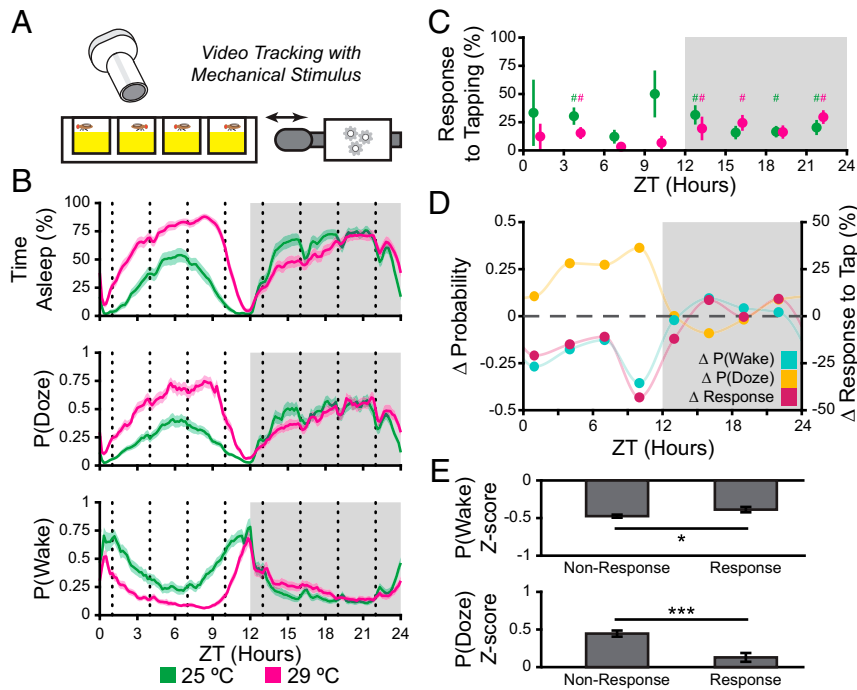 A
Video Tracking with
Mechanical Stimulus
B
Time
Asleep (%)
100
75
50
25
0
P(Doze)
1
0.75
0.5
0.25
0
P(Wake)
1
0.75
0.5
0.25
0
0 3 6 9 12 15 18 21 24
ZT (Hours)
25 ºC
29 ºC
C
Response
to Tapping (%)
100
75
50
25
0
## ## # # ##
0 3 6 9 12 15 18 21 24
ZT (Hours)
D
Δ Probability
0.5
0.25
0
-0.25
-0.5
50
25
0
-25
-50
Δ Response to Tap (%)
Δ P(Wake)
Δ P(Doze)
Δ Response
0 6 12 18 24
ZT (Hours)
E
P(Wake)
Z-score
0
-0.5
-1
*
Non-Response Response
P(Doze)
Z-score
1
0.5
0
***
Non-Response Response